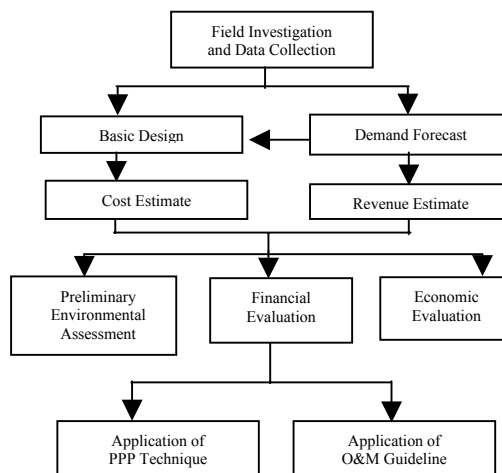 Field Investigation
and Data Collection
Basic Design
Demand Forecast
Cost Estimate
Revenue Estimate
Preliminary
Environmental
Assessment
Financial
Evaluation
Economic
Evaluation
Application of
PPP Technique
Application of
O&M Guideline